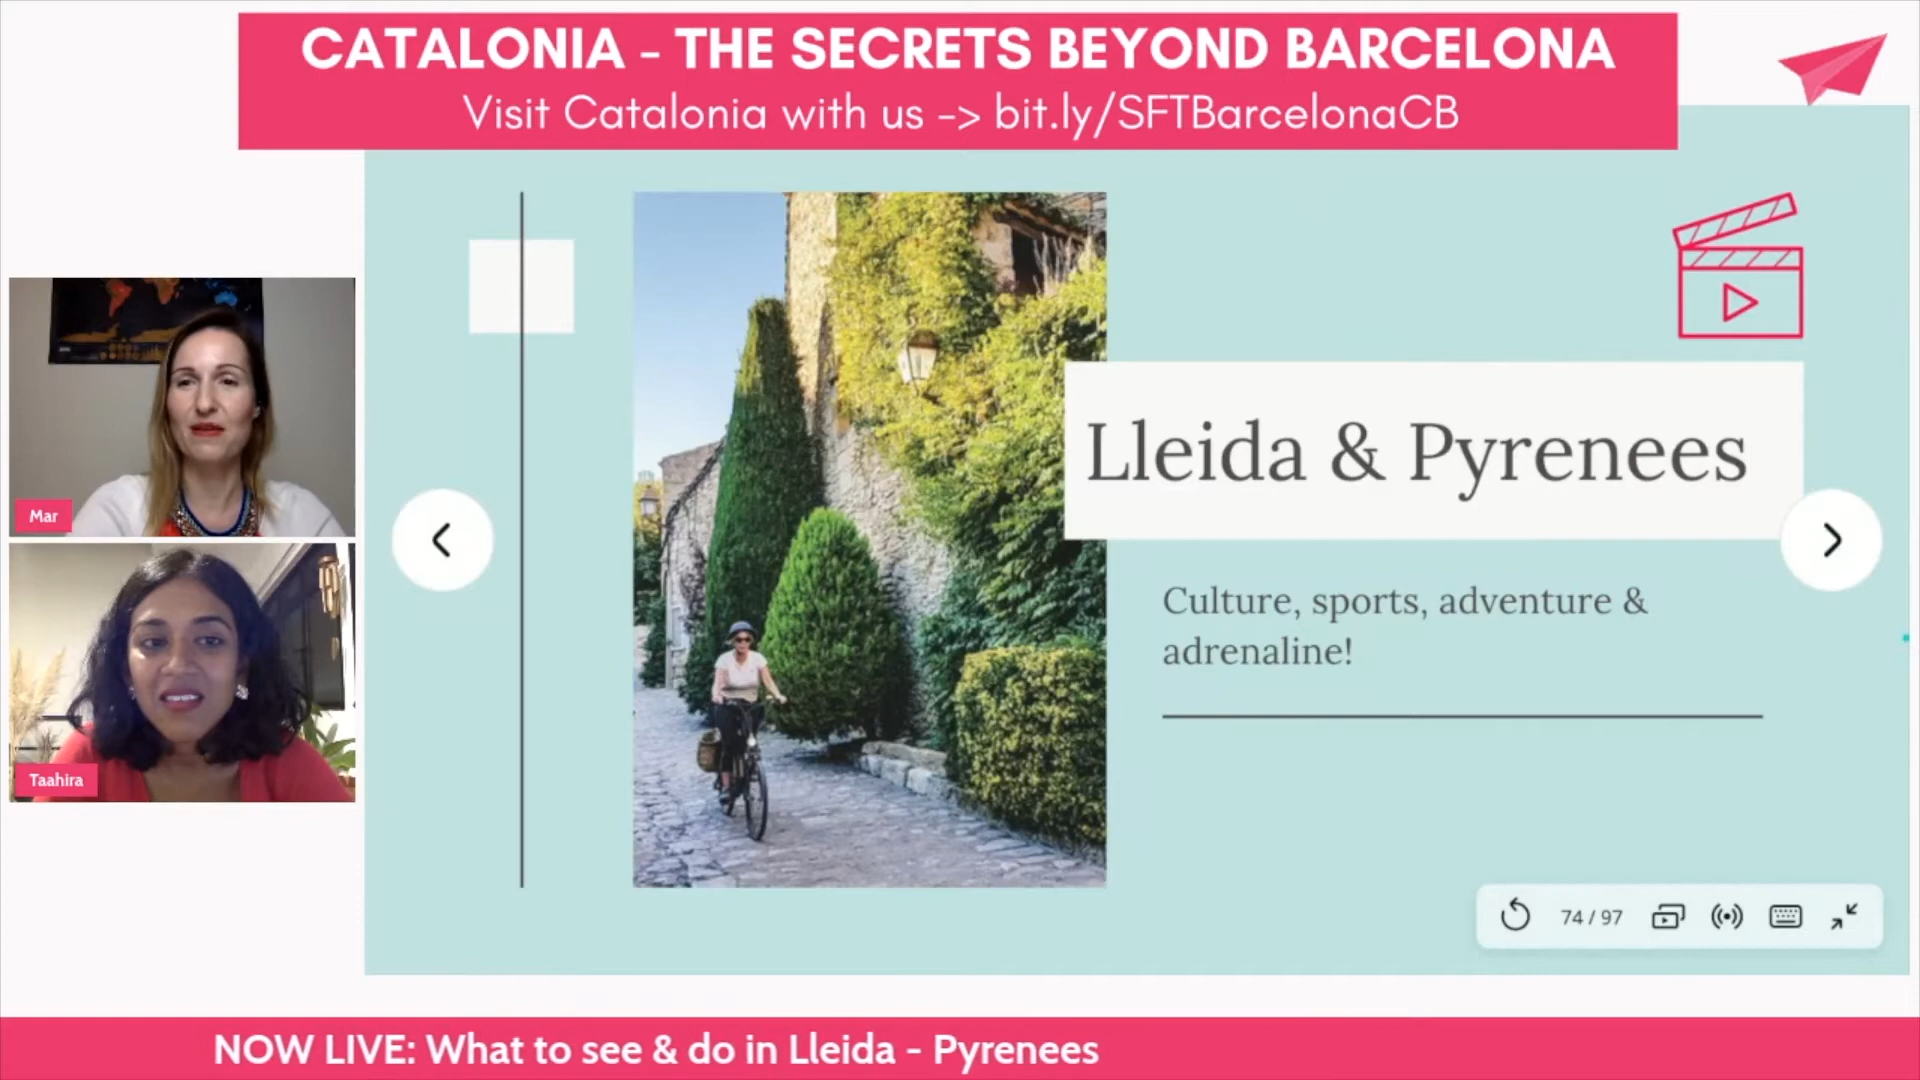 CATALONIA - THE SECRETS BEYOND BARCELONA
Visit Catalonia with us -> bit.ly/SFTBarcelonaCB
Mar
Taahira
Lleida & Pyrenees
Culture, sports, adventure &
adrenaline!
74 / 97
NOW LIVE: What to see & do in Lleida - Pyrenees